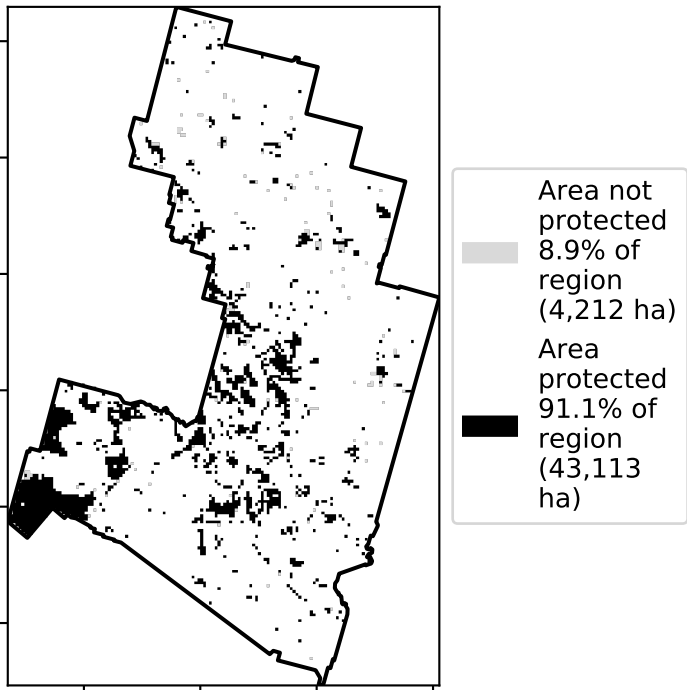 Area not
protected
8.9% of
region
(4,212 ha)
Area
protected
91.1% of
region
(43,113
ha)